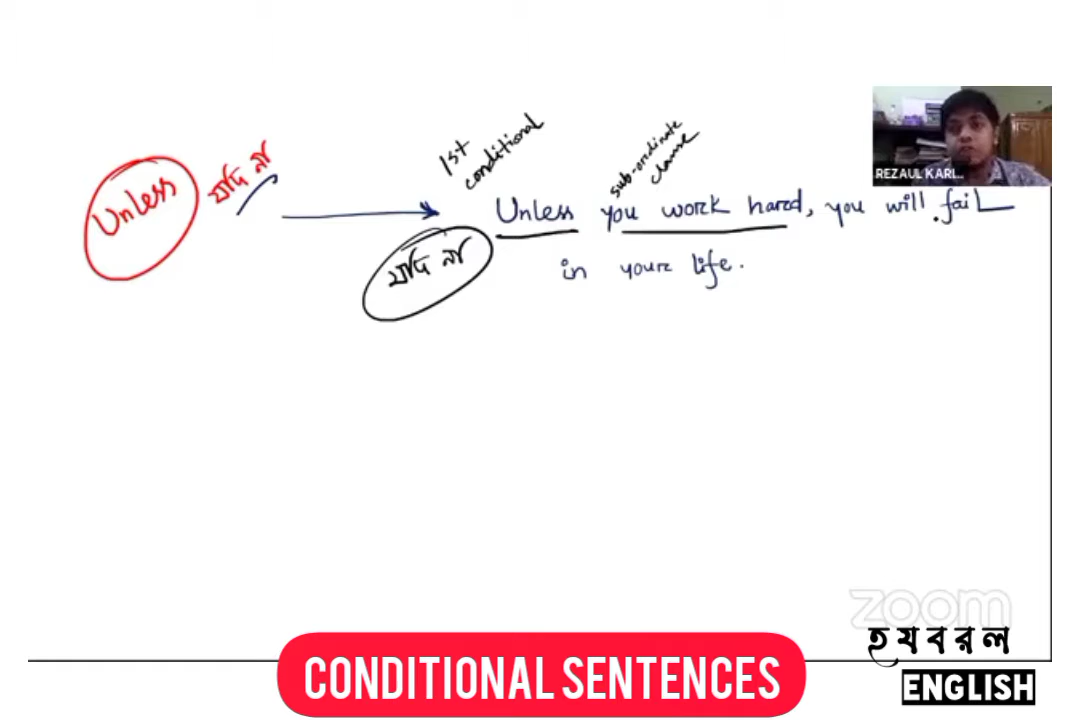 Unless
যদি না
1st
conditional
sub-ordinate
clause
Unless you work hard, you will fail
in your life.
যদি না
REZAUL KARI...
zoom
হ য ব র ল
ENGLISH
CONDITIONAL SENTENCES